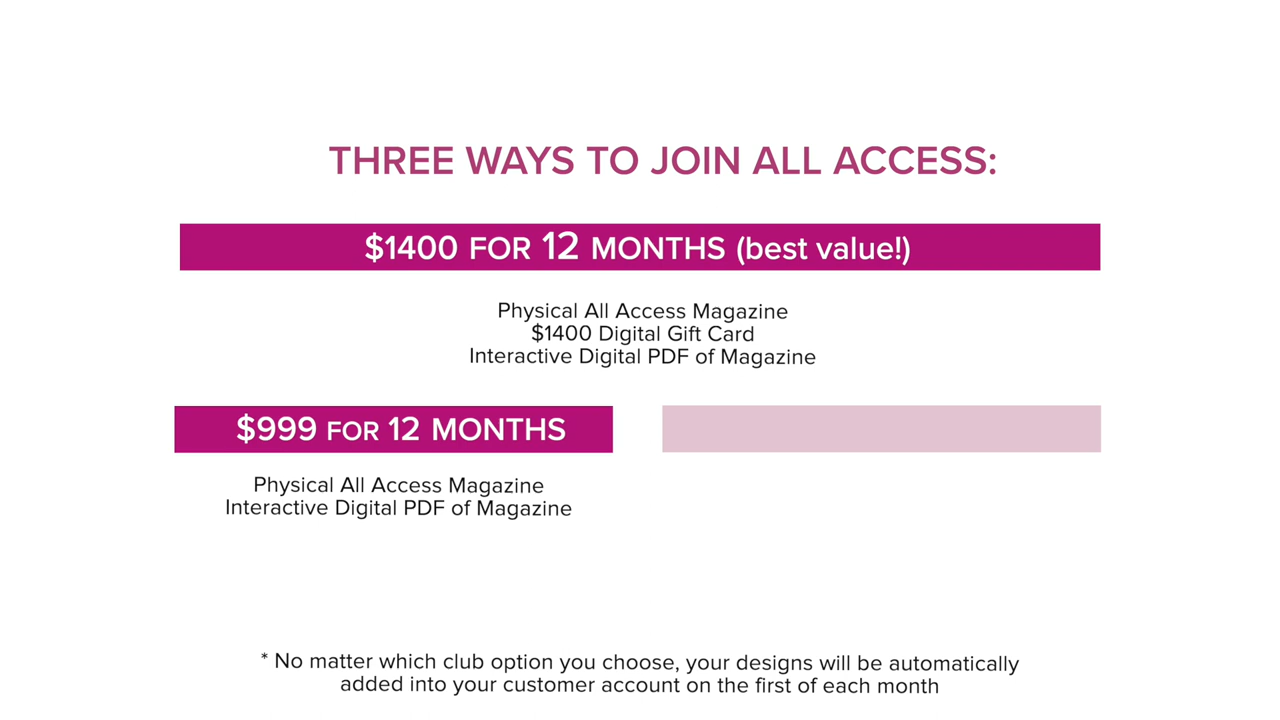 THREE WAYS TO JOIN ALL ACCESS:
$1400 FOR 12 MONTHS (best value!)
Physical All Access Magazine
$1400 Digital Gift Card
Interactive Digital PDF of Magazine
$999 FOR 12 MONTHS
Physical All Access Magazine
Interactive Digital PDF of Magazine
* No matter which club option you choose, your designs will be automatically
added into your customer account on the first of each month